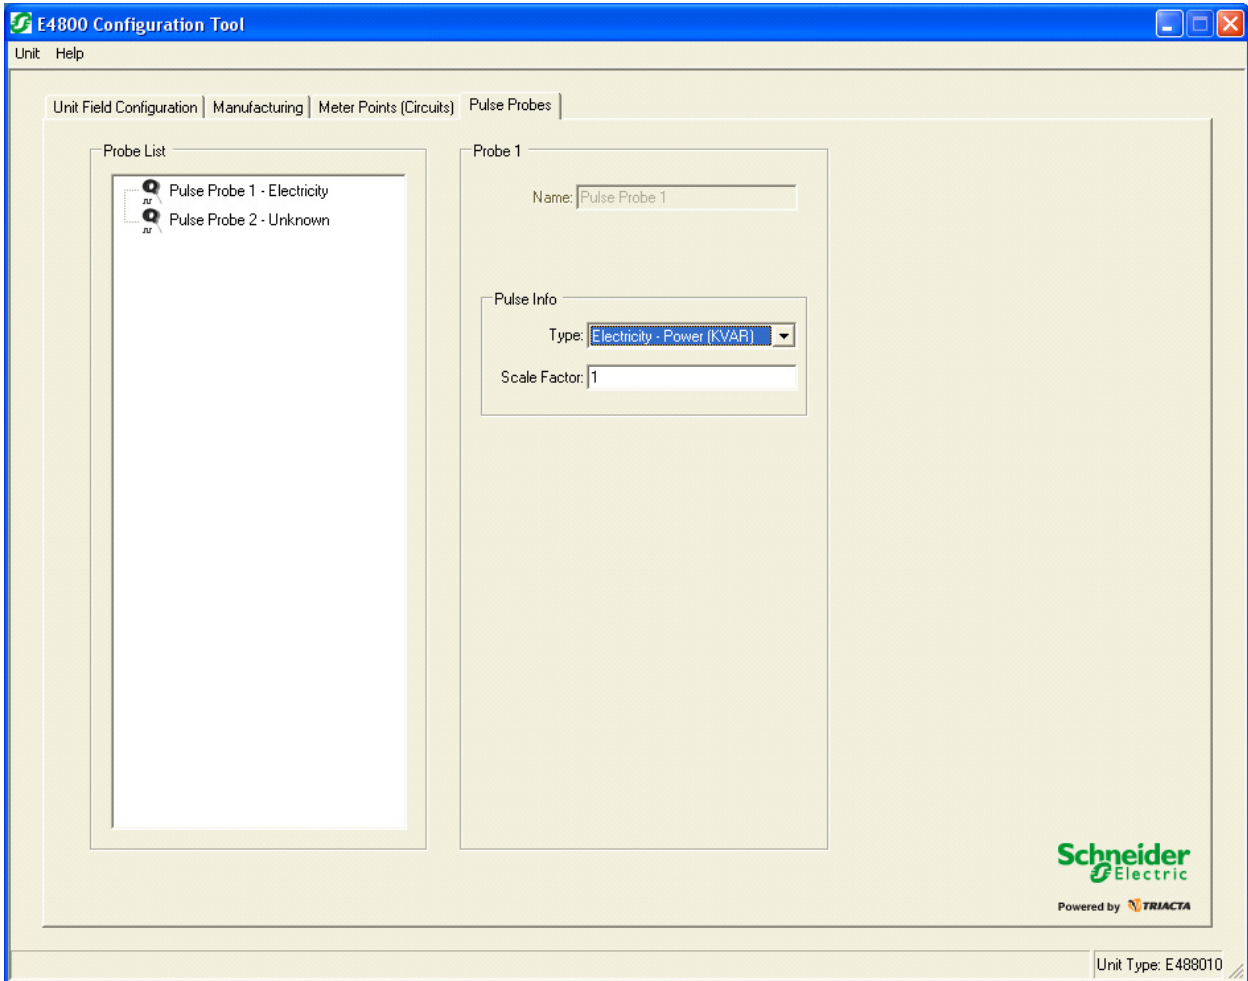 E4800 Configuration Tool
Unit Help
Unit Field Configuration Manufacturing Meter Points (Circuits) Pulse Probes
Probe List
Pulse Probe 1 - Electricity
Pulse Probe 2 - Unknown
Probe 1
Name: Pulse Probe 1
Pulse Info
Type: Electricity - Power (KVAR)
Scale Factor: 1
Schneider
Electric
Powered by TRIACTA
Unit Type: E488010